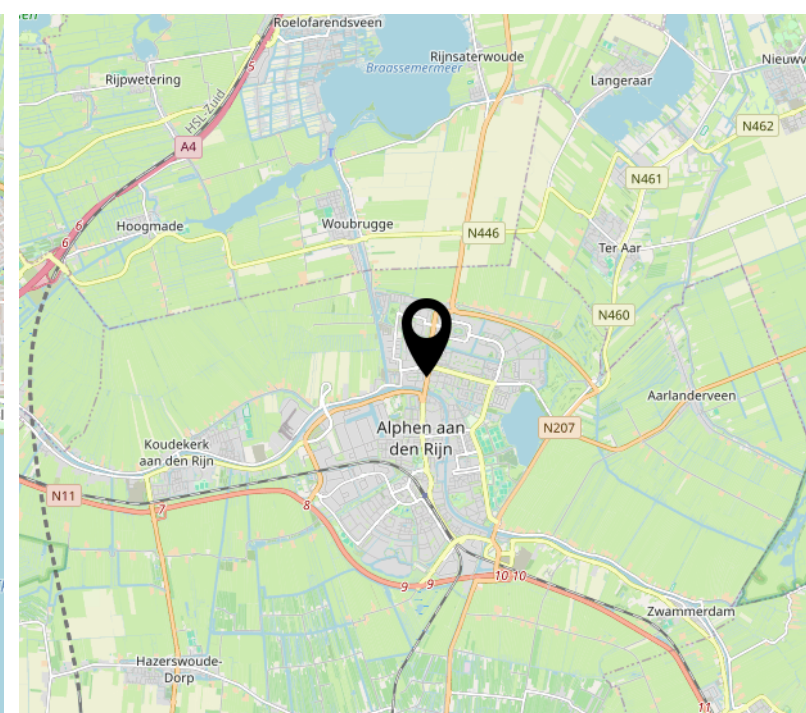 Roelofarendsveen
Rijnsaterwoude
Braassemermeer
5
Rijpwetering
Langeraar
Nieuwv
HSL-Zuid
N462
A4
T
N461
6
Hoogmade
Woubrugge
N446
6
Ter Aar
N460
Aarlanderveen
Alphen aan
den Rijn
N207
Koudekerk
aan den Rijn
N11
7
8
9
9
10
10
Zwammerdam
Hazerswoude-
Dorp
11